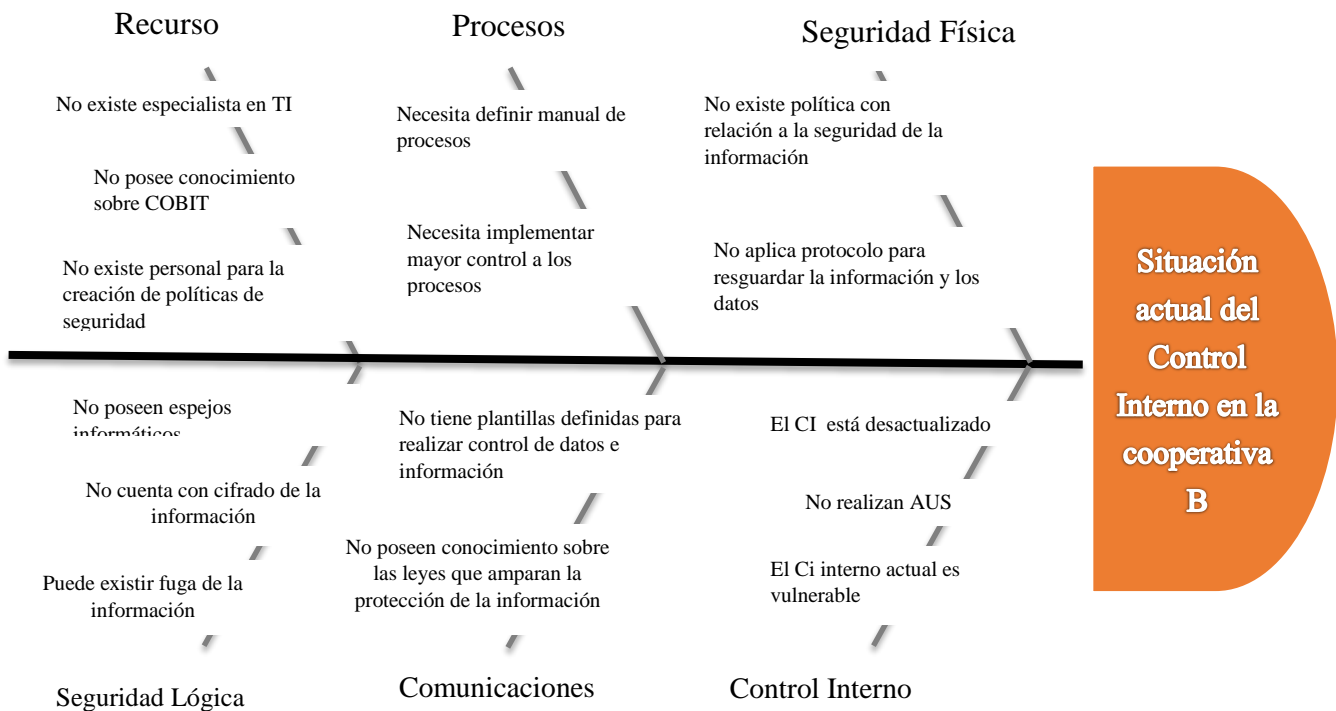 Recurso
Procesos
Seguridad Física
No existe especialista en TI
No posee conocimiento
sobre COBIT
No existe personal para la
creación de políticas de
seguridad
Necesita definir manual de
procesos
Necesita implementar
mayor control a los
procesos
No existe política con
relación a la seguridad de la
información
No aplica protocolo para
resguardar la información y los
datos
Situación
actual del
Control
Interno en la
cooperativa
B
No poseen espejos
informáticos
No cuenta con cifrado de la
información
Puede existir fuga de la
información
No tiene plantillas definidas para
realizar control de datos e
información
No poseen conocimiento sobre
las leyes que amparan la
protección de la información
El CI está desactualizado
No realizan AUS
El Ci interno actual es
vulnerable
Seguridad Lógica
Comunicaciones
Control Interno